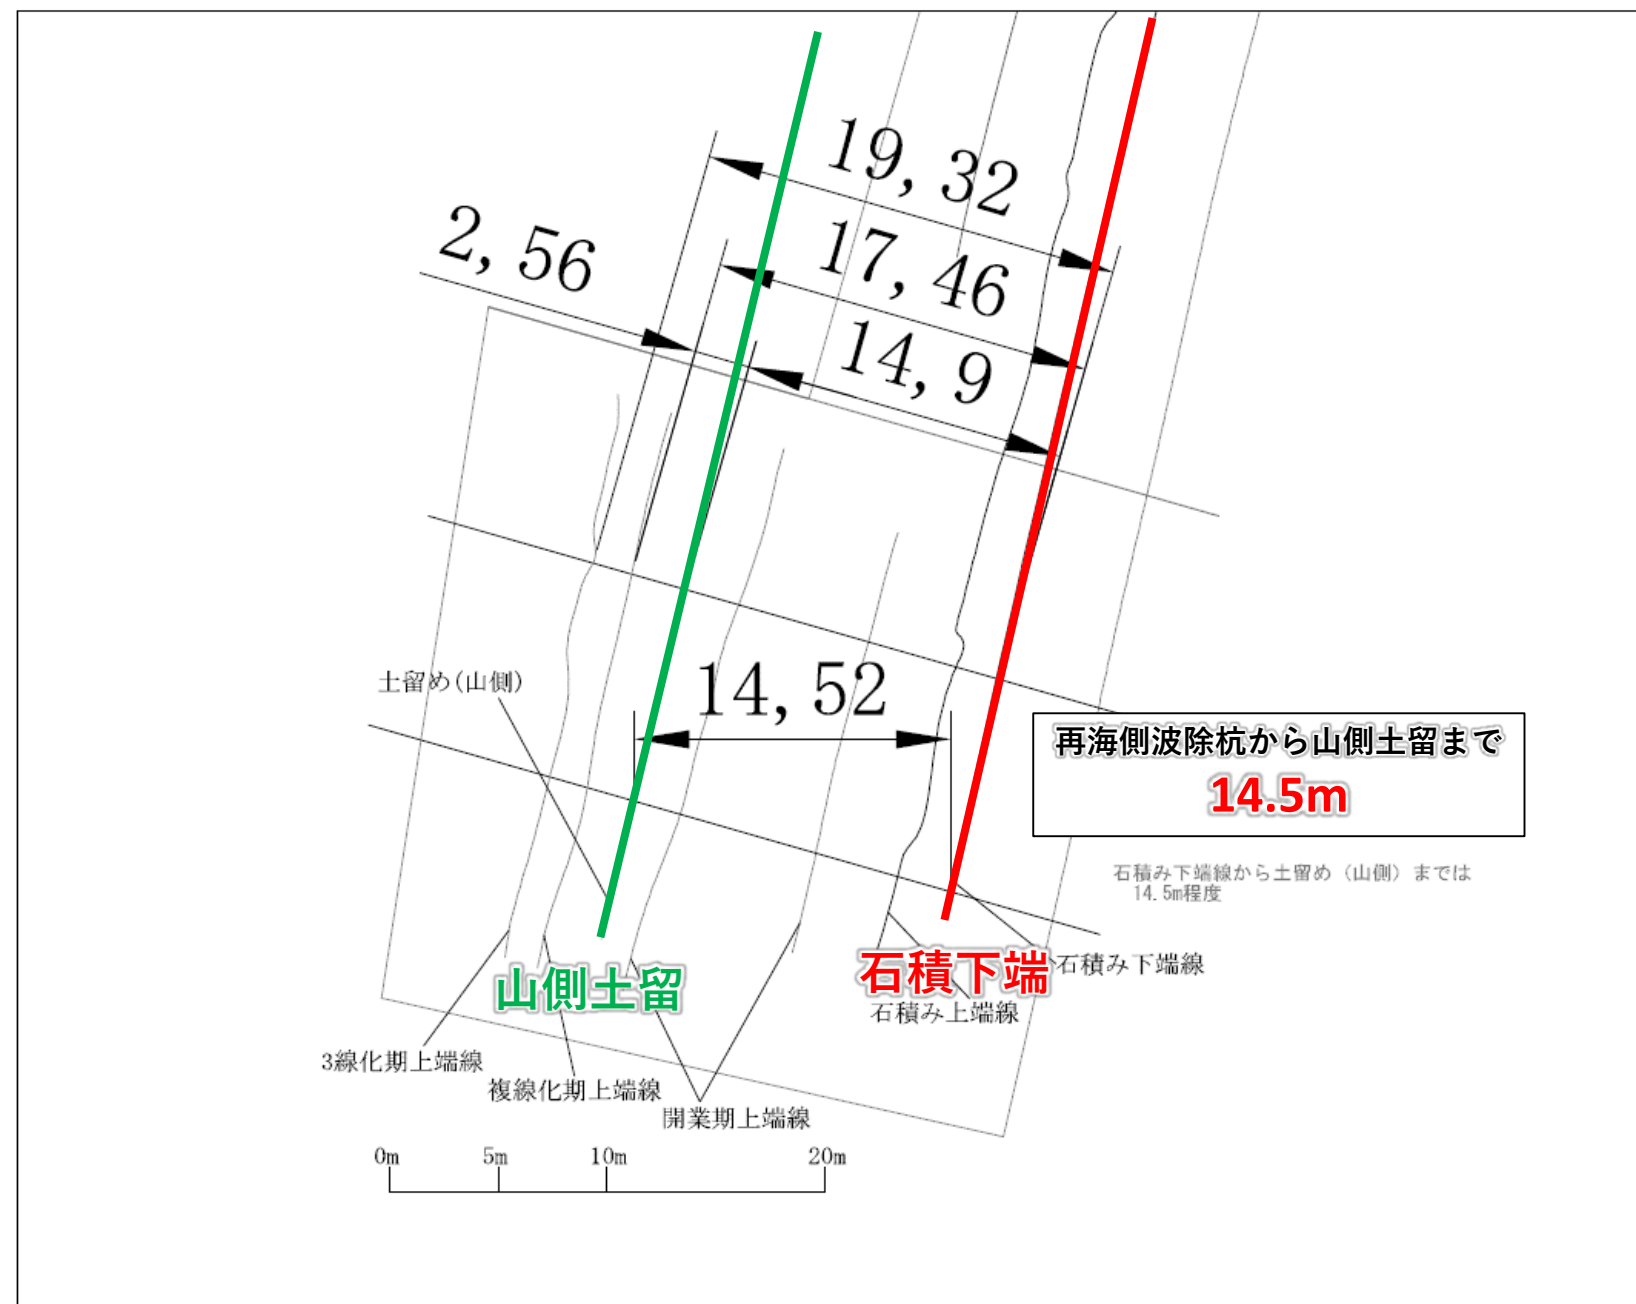 19, 32
2, 56
17, 46
14, 9
土留め(山側)
14, 52
再海側波除杭から山側土留まで
14.5m
石積み下端線から土留め（山側）までは
14.5m程度
石積下端
石積み下端線
山側土留
石積み上端線
3線化期上端線
複線化期上端線
開業期上端線
0m 5m 10m 20m